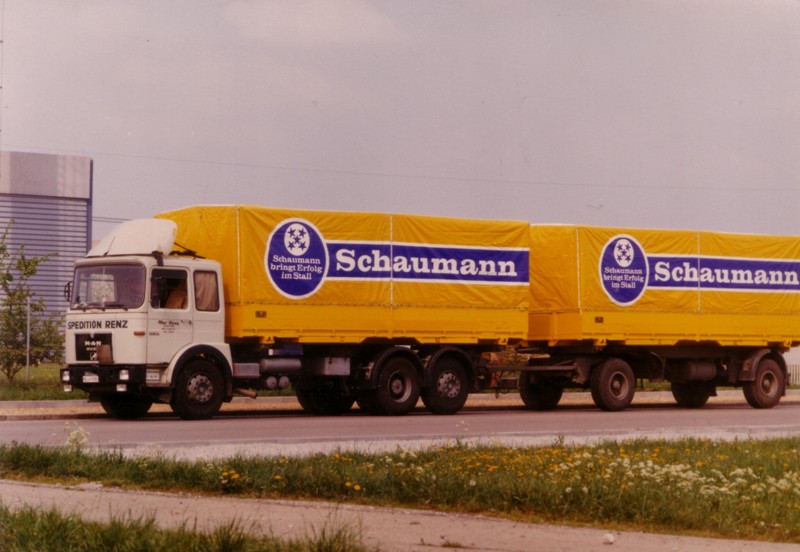 SPEDITION RENZ
MAN
Schaumann
bringt Erfolg
im Stall
Schaumann
Schaumann
bringt Erfolg
im Stall
Schaumann